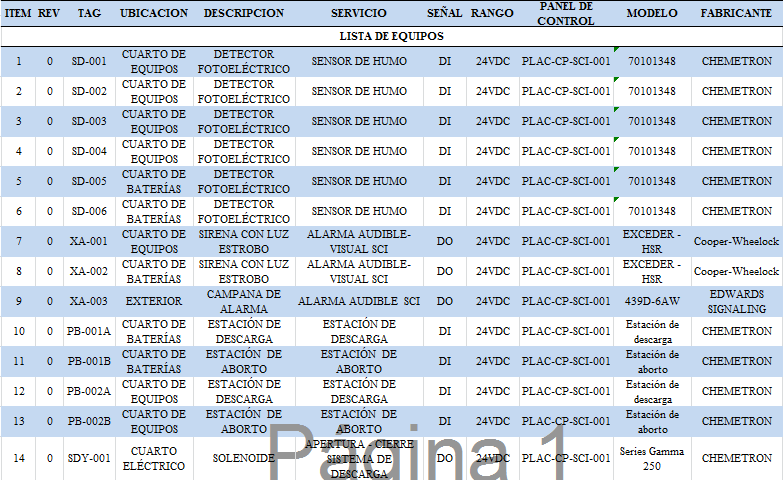 ITEM REV TAG UBICACION DESCRIPCION SERVICIO SEÑAL RANGO PANEL DE CONTROL MODELO FABRICANTE
LISTA DE EQUIPOS
1 0 SD-001 CUARTO DE EQUIPOS DETECTOR FOTOELÉCTRICO SENSOR DE HUMO DI 24VDC PLAC-CP-SCI-001 70101348 CHEMETRON
2 0 SD-002 CUARTO DE EQUIPOS DETECTOR FOTOELÉCTRICO SENSOR DE HUMO DI 24VDC PLAC-CP-SCI-001 70101348 CHEMETRON
3 0 SD-003 CUARTO DE EQUIPOS DETECTOR FOTOELÉCTRICO SENSOR DE HUMO DI 24VDC PLAC-CP-SCI-001 70101348 CHEMETRON
4 0 SD-004 CUARTO DE EQUIPOS DETECTOR FOTOELÉCTRICO SENSOR DE HUMO DI 24VDC PLAC-CP-SCI-001 70101348 CHEMETRON
5 0 SD-005 CUARTO DE BATERÍAS DETECTOR FOTOELÉCTRICO SENSOR DE HUMO DI 24VDC PLAC-CP-SCI-001 70101348 CHEMETRON
6 0 SD-006 CUARTO DE BATERÍAS DETECTOR FOTOELÉCTRICO SENSOR DE HUMO DI 24VDC PLAC-CP-SCI-001 70101348 CHEMETRON
7 0 XA-001 CUARTO DE EQUIPOS SIRENA CON LUZ ESTROBO ALARMA AUDIBLE-VISUAL SCI DO 24VDC PLAC-CP-SCI-001 EXCEDER - HSR Cooper-Wheelock
8 0 XA-002 CUARTO DE BATERÍAS SIRENA CON LUZ ESTROBO ALARMA AUDIBLE-VISUAL SCI DO 24VDC PLAC-CP-SCI-001 EXCEDER - HSR Cooper-Wheelock
9 0 XA-003 EXTERIOR CAMPANA DE ALARMA ALARMA AUDIBLE SCI DO 24VDC PLAC-CP-SCI-001 439D-6AW EDWARDS SIGNALING
10 0 PB-001A CUARTO DE BATERÍAS ESTACIÓN DE DESCARGA ESTACIÓN DE DESCARGA DI 24VDC PLAC-CP-SCI-001 Estación de descarga CHEMETRON
11 0 PB-001B CUARTO DE BATERÍAS ESTACIÓN DE ABORTO ESTACIÓN DE ABORTO DI 24VDC PLAC-CP-SCI-001 Estación de aborto CHEMETRON
12 0 PB-002A CUARTO DE EQUIPOS ESTACIÓN DE DESCARGA ESTACIÓN DE DESCARGA DI 24VDC PLAC-CP-SCI-001 Estación de descarga CHEMETRON
13 0 PB-002B CUARTO DE EQUIPOS ESTACIÓN DE ABORTO ESTACIÓN DE ABORTO DI 24VDC PLAC-CP-SCI-001 Estación de aborto CHEMETRON
14 0 SDY-001 CUARTO ELÉCTRICO SOLENOIDE APERTURA - CIERRE SISTEMA DE DESCARGA DO 24VDC PLAC-CP-SCI-001 Series Gamma 250 CHEMETRON
Página 1